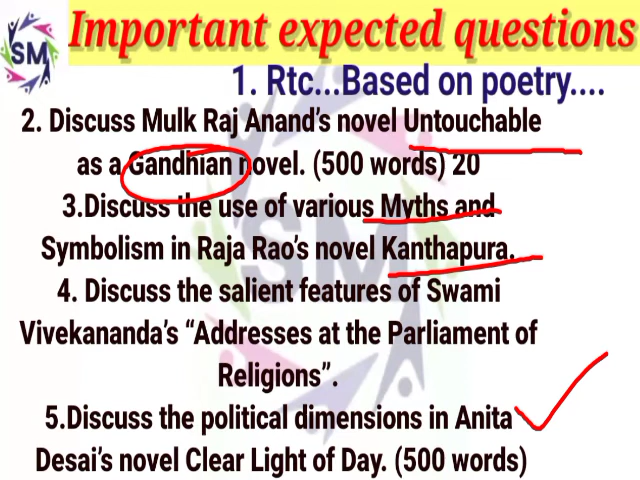 SM
Important expected questions
1. Rtc...Based on poetry....
2. Discuss Mulk Raj Anand's novel Untouchable
as a Gandhian novel. (500 words) 20
3.Discuss the use of various Myths and
Symbolism in Raja Rao's novel Kanthapura.
4. Discuss the salient features of Swami
Vivekananda's “Addresses at the Parliament of
Religions”.
5.Discuss the political dimensions in Anita
Desai's novel Clear Light of Day. (500 words)
SM